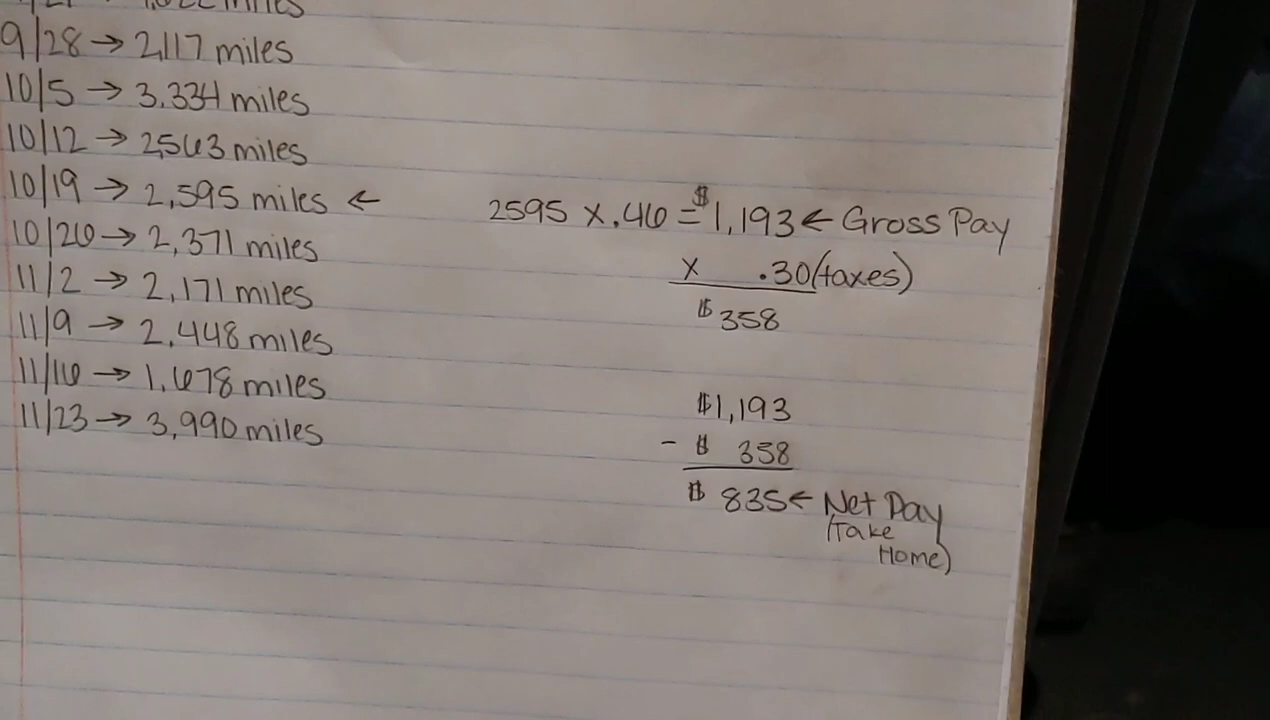 miles
9/28 → 2,117 miles
10/5 → 3,334 miles
10/12 → 2,563 miles
10/19 → 2,595 miles ←
10/26 → 2,371 miles
11/2 → 2,171 miles
11/9 → 2,448 miles
11/16 → 1,678 miles
11/23 → 3,990 miles
2595 x .46 = $1,193 ← Gross Pay
x .30 (taxes)
$358
$1,193
- $ 358
$ 835 ← Net Pay
(Take
Home)